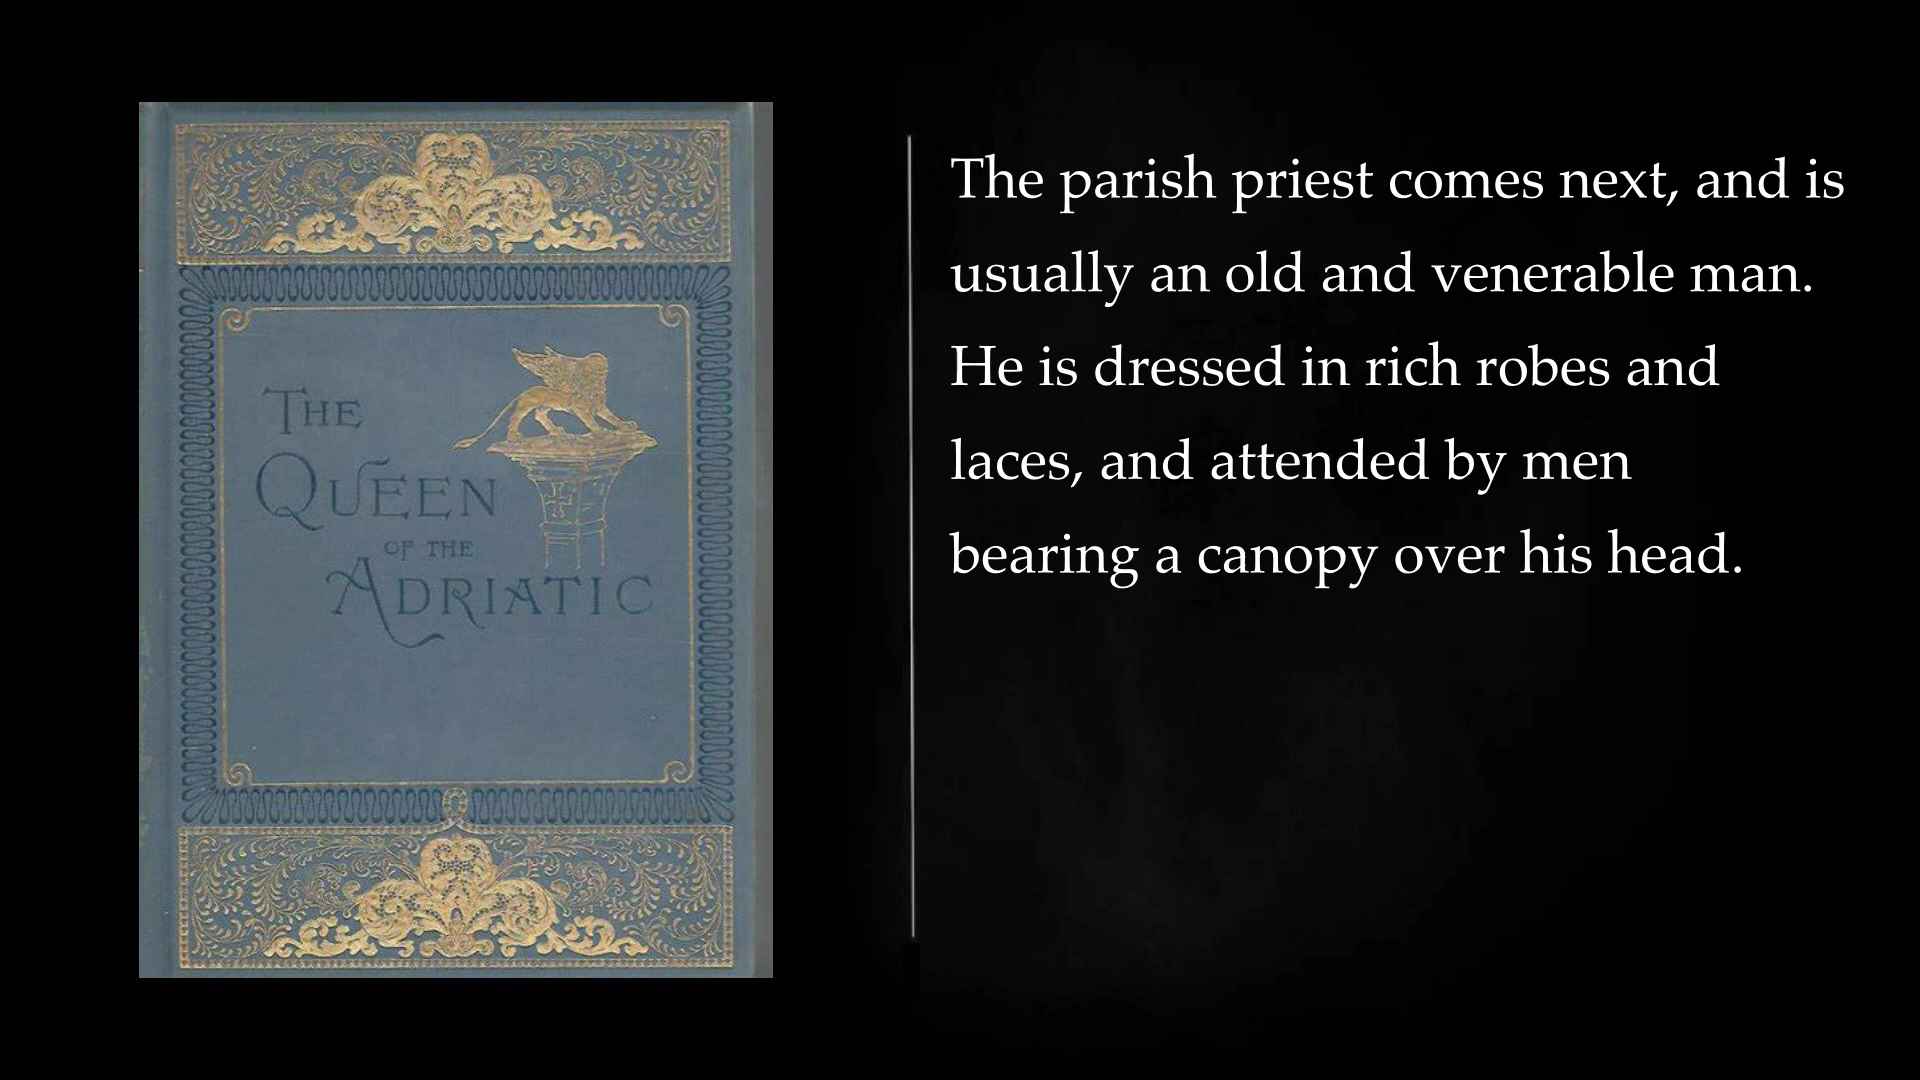 THE
QUEEN
OF THE
ADRIATIC
The parish priest comes next, and is
usually an old and venerable man.
He is dressed in rich robes and
laces, and attended by men
bearing a canopy over his head.